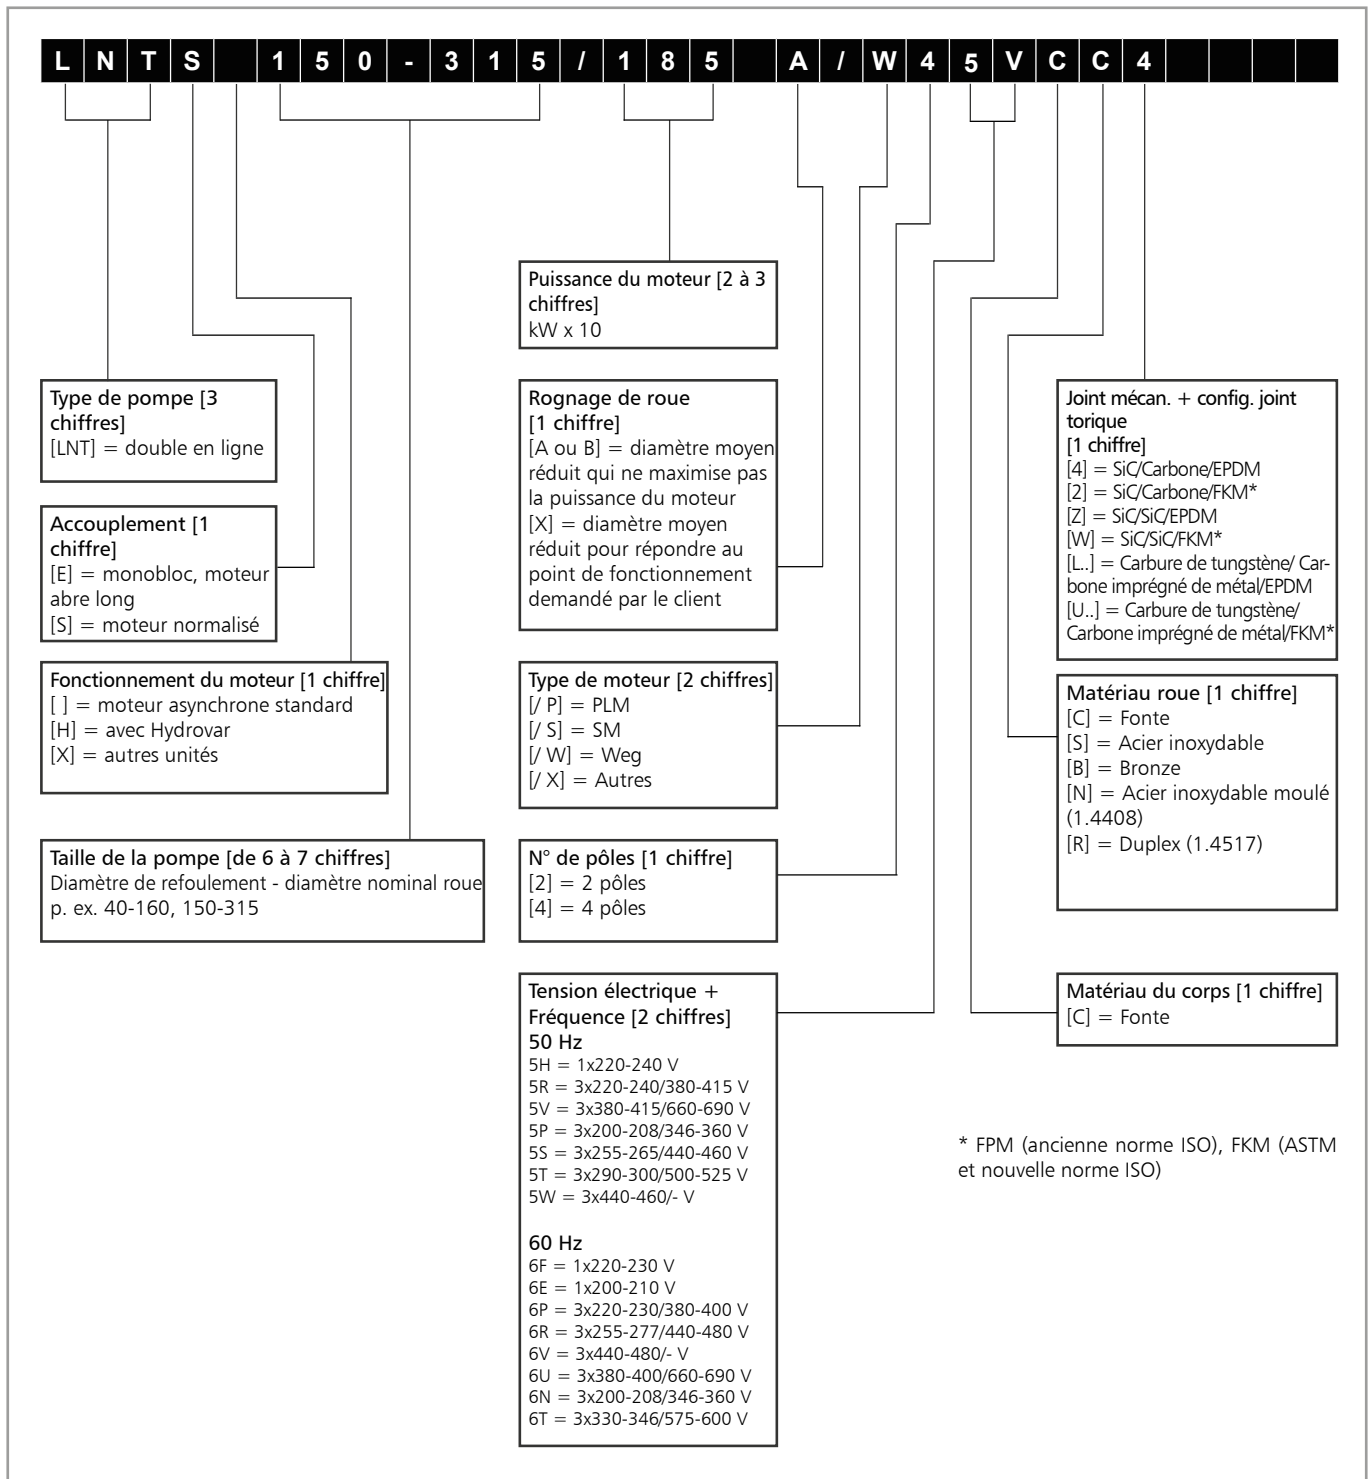 LNTS 150-315/185 A/W45VCC4
Puissance du moteur [2 à 3
chiffres]
kW x 10
Type de pompe [3
chiffres]
[LNT] = double en ligne
Accouplement [1
chiffre]
[E] = monobloc, moteur
abre long
[S] = moteur normalisé
Fonctionnement du moteur [1 chiffre]
[ ] = moteur asynchrone standard
[H] = avec Hydrovar
[X] = autres unités
Taille de la pompe [de 6 à 7 chiffres]
Diamètre de refoulement - diamètre nominal roue
p. ex. 40-160, 150-315
Rognage de roue
[1 chiffre]
[A ou B] = diamètre moyen
réduit qui ne maximise pas
la puissance du moteur
[X] = diamètre moyen
réduit pour répondre au
point de fonctionnement
demandé par le client
Type de moteur [2 chiffres]
[/ P] = PLM
[/ S] = SM
[/ W] = Weg
[/ X] = Autres
N° de pôles [1 chiffre]
[2] = 2 pôles
[4] = 4 pôles
Tension électrique +
Fréquence [2 chiffres]
50 Hz
5H = 1x220-240 V
5R = 3x220-240/380-415 V
5V = 3x380-415/660-690 V
5P = 3x200-208/346-360 V
5S = 3x255-265/440-460 V
5T = 3x290-300/500-525 V
5W = 3x440-460/- V
60 Hz
6F = 1x220-230 V
6E = 1x200-210 V
6P = 3x220-230/380-400 V
6R = 3x255-277/440-480 V
6V = 3x440-480/- V
6U = 3x380-400/660-690 V
6N = 3x200-208/346-360 V
6T = 3x330-346/575-600 V
Joint mécan. + config. joint
torique
[1 chiffre]
[4] = SiC/Carbone/EPDM
[2] = SiC/Carbone/FKM*
[Z] = SiC/SiC/EPDM
[W] = SiC/SiC/FKM*
[L..] = Carbure de tungstène/ Car-
bone imprégné de métal/EPDM
[U..] = Carbure de tungstène/
Carbone imprégné de métal/FKM*
Matériau roue [1 chiffre]
[C] = Fonte
[S] = Acier inoxydable
[B] = Bronze
[N] = Acier inoxydable moulé
(1.4408)
[R] = Duplex (1.4517)
Matériau du corps [1 chiffre]
[C] = Fonte
* FPM (ancienne norme ISO), FKM (ASTM
et nouvelle norme ISO)